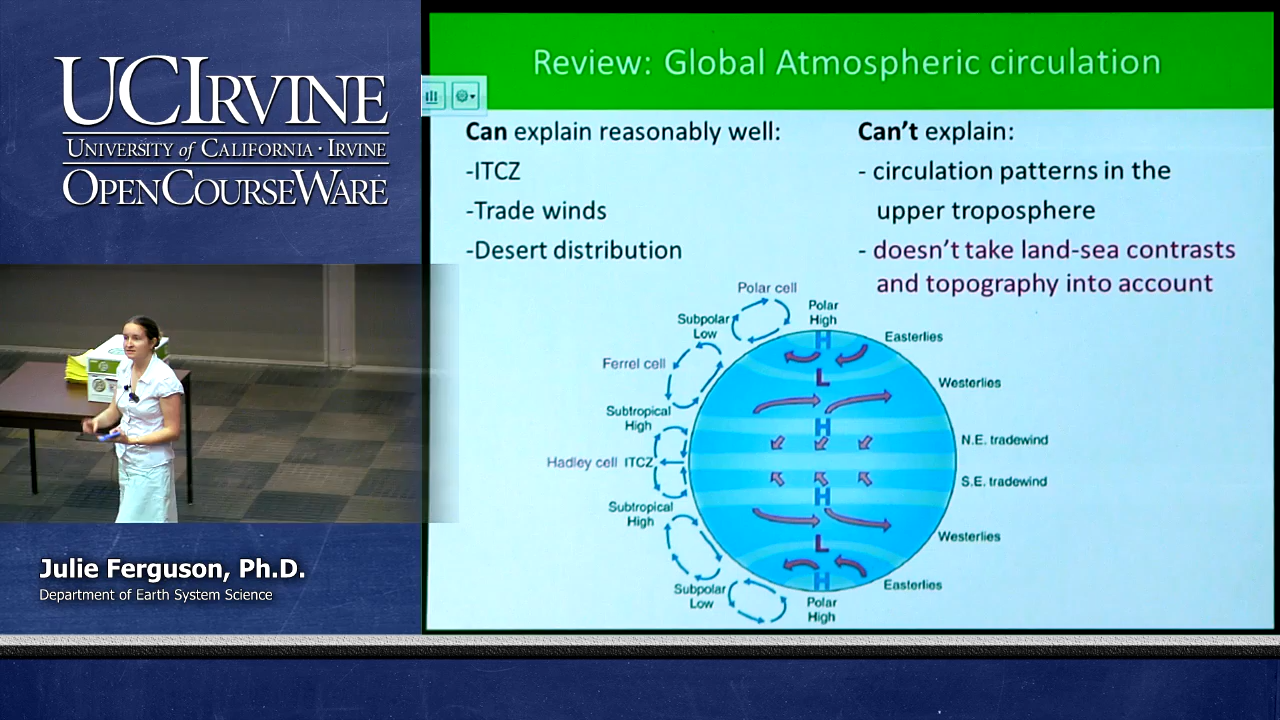 UCIRVINE
UNIVERSITY of CALIFORNIA · IRVINE
OPENCOURSEWARE
Julie Ferguson, Ph.D.
Department of Earth System Science
Review: Global Atmospheric circulation
Can explain reasonably well:
-ITCZ
-Trade winds
-Desert distribution
Can't explain:
- circulation patterns in the
upper troposphere
- doesn't take land-sea contrasts
and topography into account
Polar cell
Polar
High
H
Subpolar
Low
Easterlies
L
Ferrel cell
Westerlies
Subtropical
High
H
N.E. tradewind
Hadley cell ITCZ
S.E. tradewind
H
Subtropical
High
Westerlies
L
Subpolar
Low
Easterlies
H
Polar
High